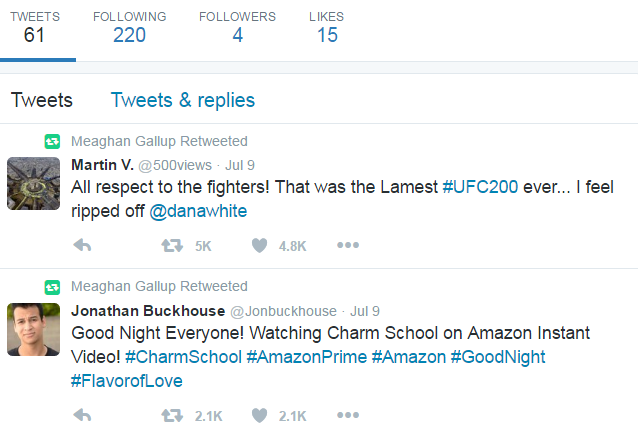 TWEETS FOLLOWING FOLLOWERS LIKES
61 220 4 15
Tweets Tweets & replies
Meaghan Gallup Retweeted
Martin V. @500views · Jul 9
All respect to the fighters! That was the Lamest #UFC200 ever... I feel
ripped off @danawhite
5K 4.8K •••
Meaghan Gallup Retweeted
Jonathan Buckhouse @Jonbuckhouse · Jul 9
Good Night Everyone! Watching Charm School on Amazon Instant
Video! #CharmSchool #AmazonPrime #Amazon #GoodNight
#FlavorofLove
2.1K 2.1K •••